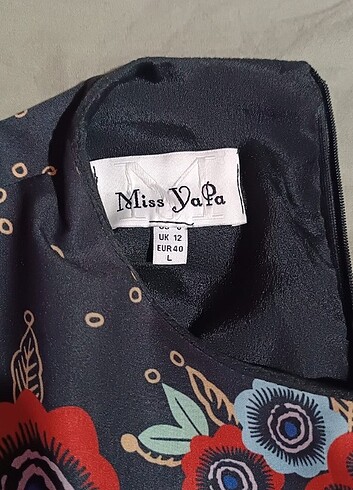 Miss YaYa
UK 12
EUR 40
L